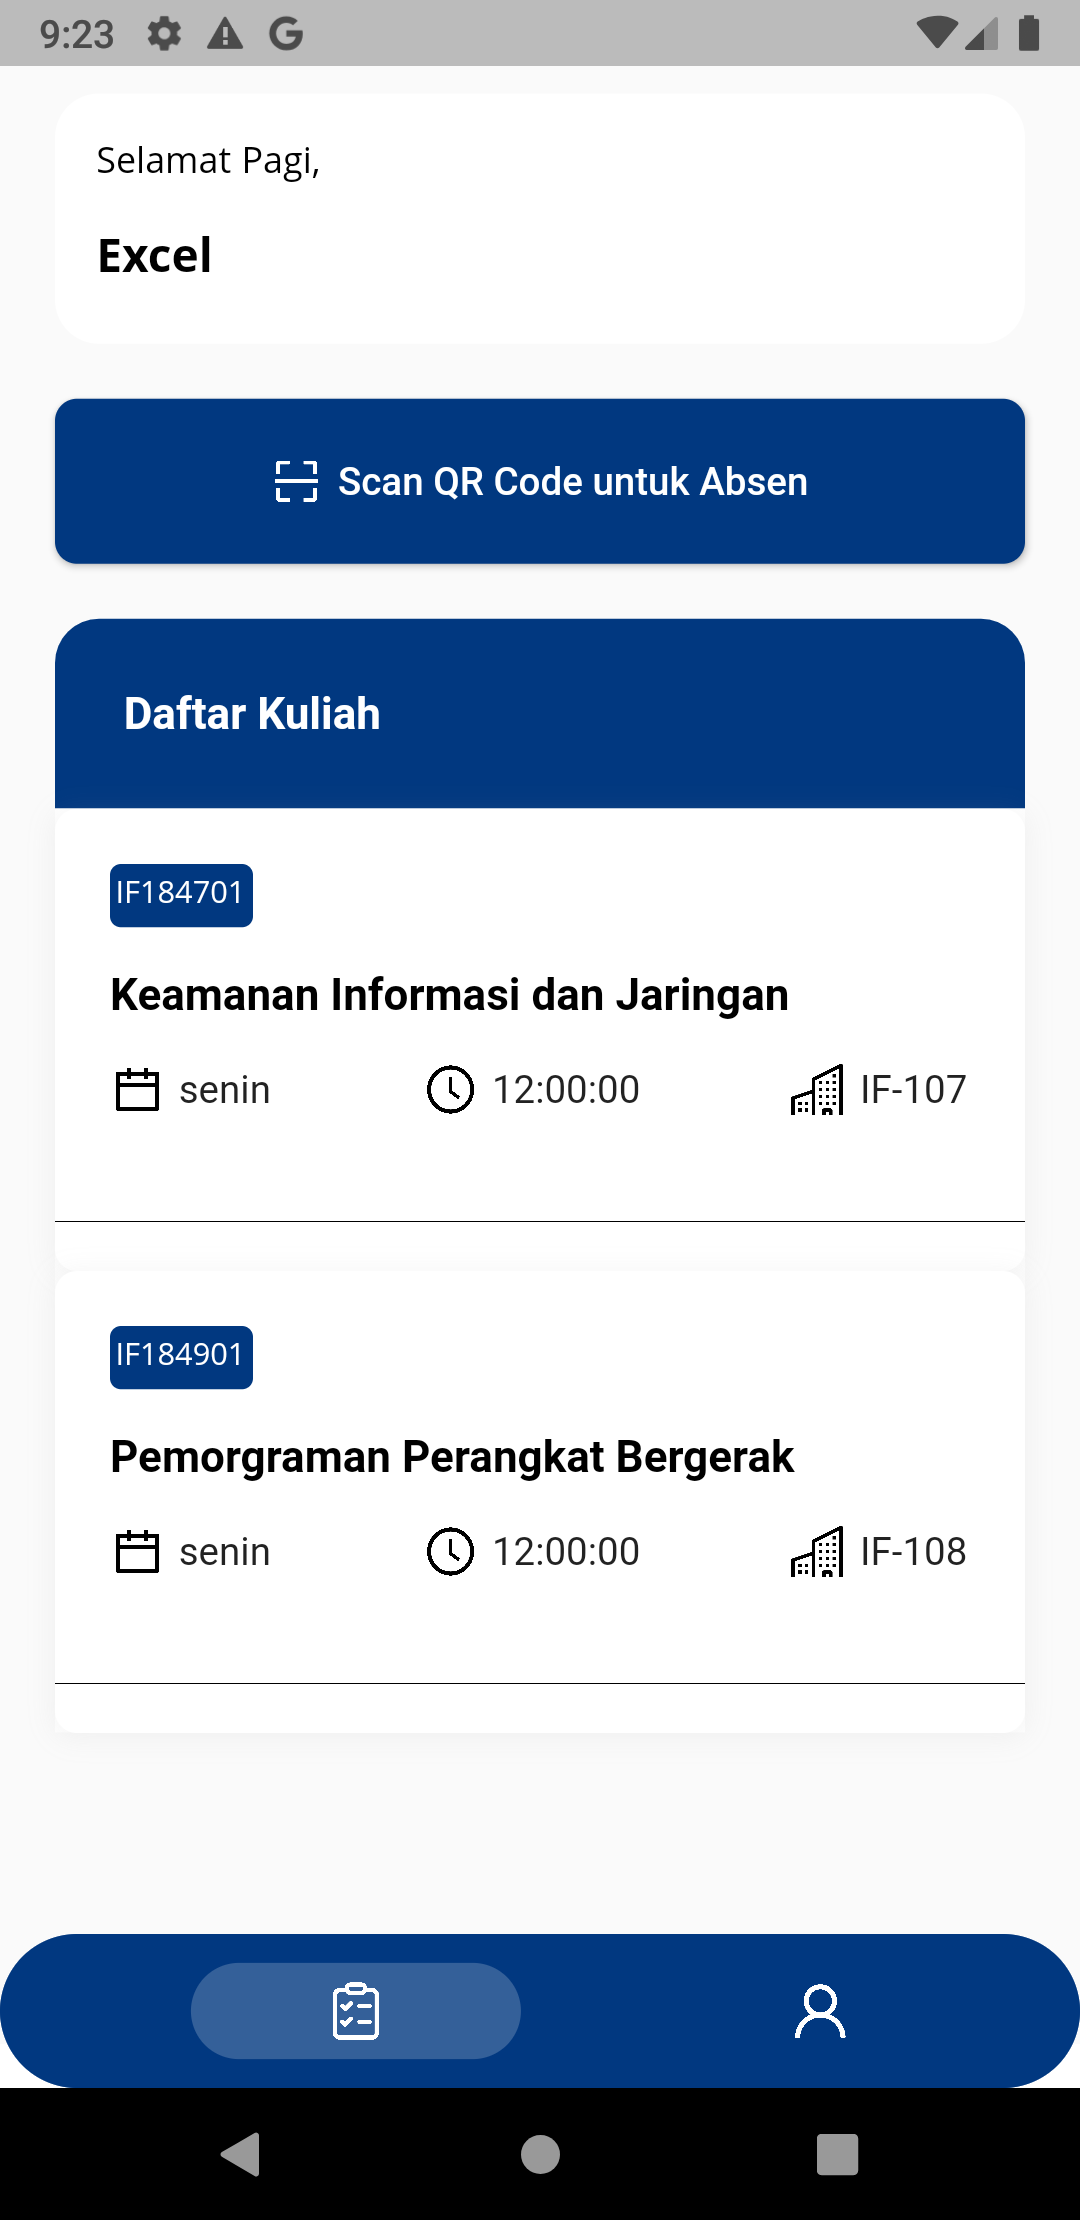 9:23
Selamat Pagi,
Excel
Scan QR Code untuk Absen
Daftar Kuliah
IF184701
Keamanan Informasi dan Jaringan
senin 12:00:00 IF-107
IF184901
Pemorgraman Perangkat Bergerak
senin 12:00:00 IF-108